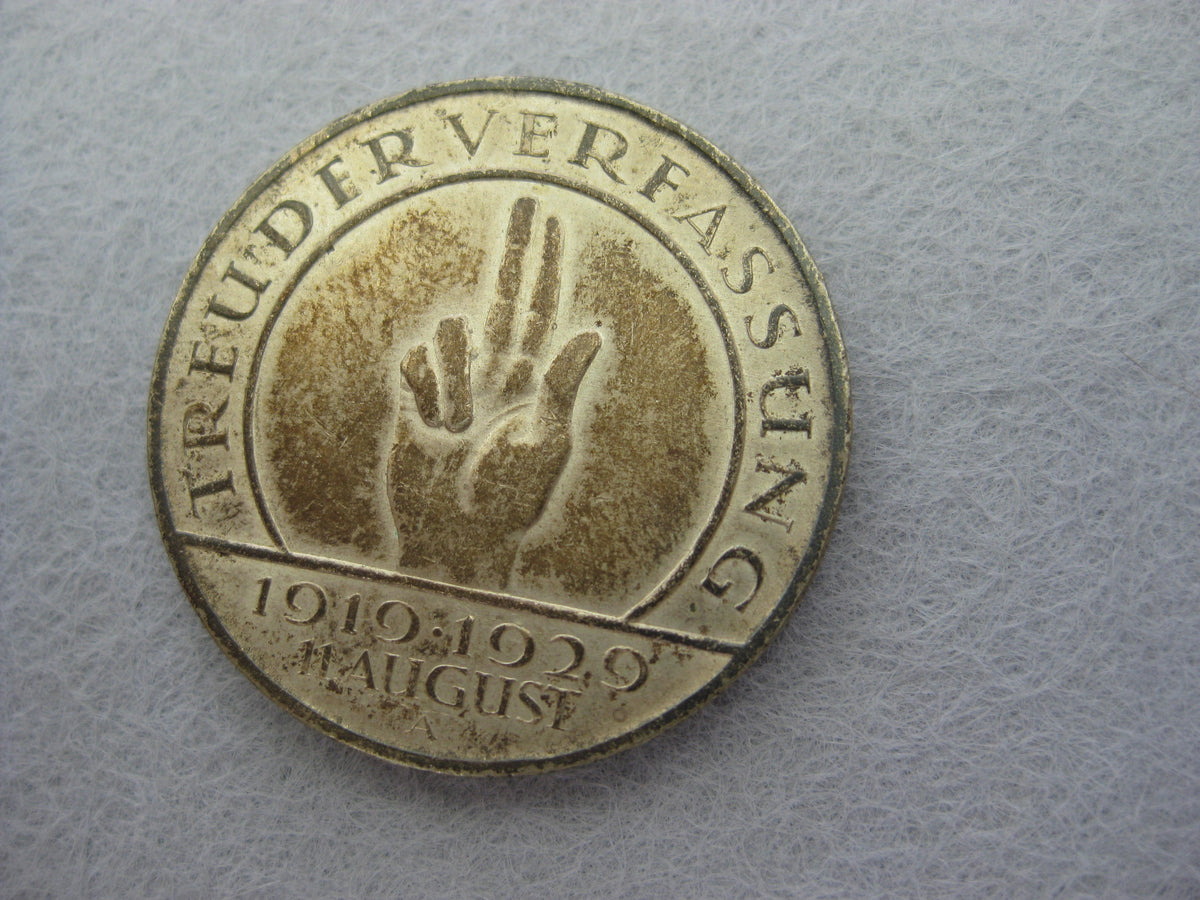 TREU DER VERFASSUNG
1919·1929
11 AUGUST
A